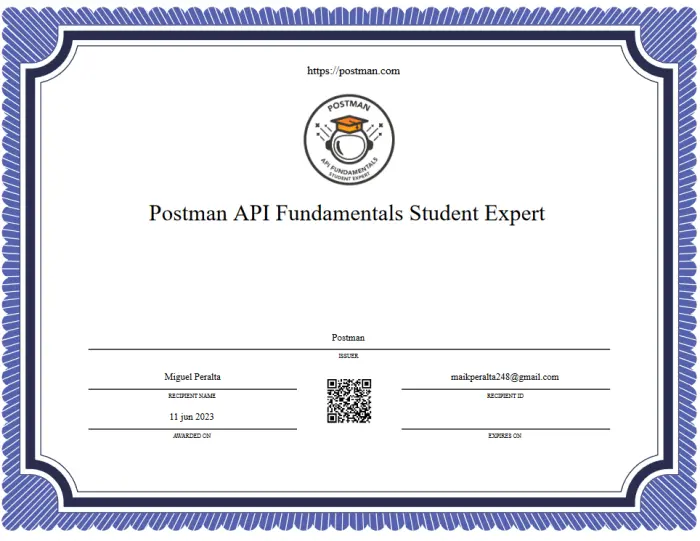 https://postman.com
POSTMAN
API FUNDAMENTALS
STUDENT EXPERT
Postman API Fundamentals Student Expert
Postman
ISSUER
Miguel Peralta
maikperalta248@gmail.com
RECIPIENT NAME
RECIPIENT ID
11 jun 2023
AWARDED ON
EXPIRES ON